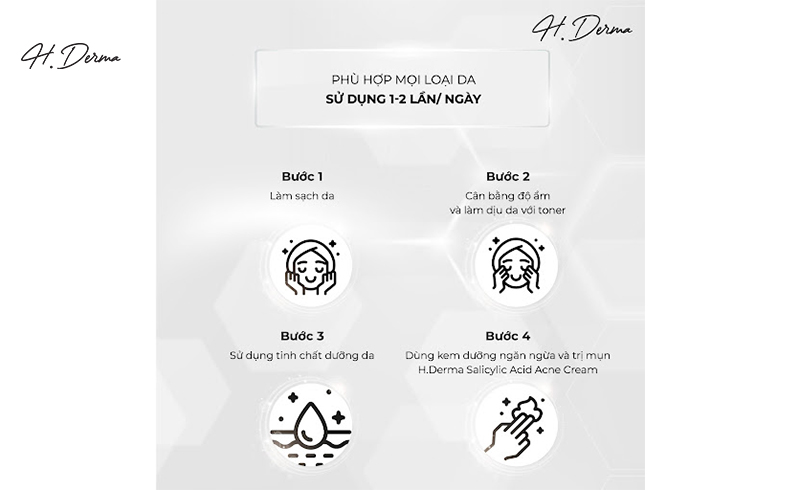 H.Derma
H.Derma
PHÙ HỢP MỌI LOẠI DA
SỬ DỤNG 1-2 LẦN/ NGÀY
Bước 1
Làm sạch da
Bước 2
Cân bằng độ ẩm
và làm dịu da với toner
Bước 3
Sử dụng tinh chất dưỡng da
Bước 4
Dùng kem dưỡng ngăn ngừa và trị mụn
H.Derma Salicylic Acid Acne Cream